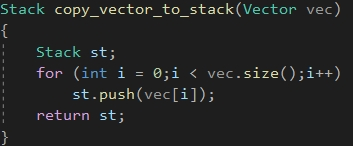 Stack copy_vector_to_stack(Vector vec)
{
    Stack st;
    for (int i = 0;i < vec.size();i++)
        st.push(vec[i]);
    return st;
}